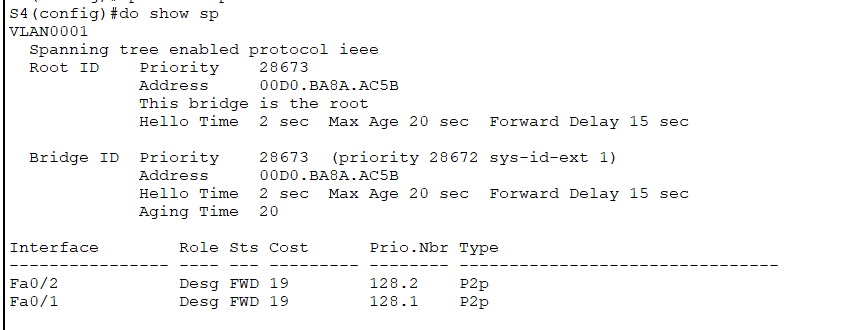 S4(config)#do show sp
VLAN0001
  Spanning tree enabled protocol ieee
  Root ID    Priority    28673
             Address     00D0.BA8A.AC5B
             This bridge is the root
             Hello Time  2 sec  Max Age 20 sec  Forward Delay 15 sec

  Bridge ID  Priority    28673  (priority 28672 sys-id-ext 1)
             Address     00D0.BA8A.AC5B
             Hello Time  2 sec  Max Age 20 sec  Forward Delay 15 sec
             Aging Time  20

Interface        Role Sts Cost      Prio.Nbr Type
---------------- ---- --- --------- -------- --------------------------------
Fa0/2            Desg FWD 19        128.2    P2p
Fa0/1            Desg FWD 19        128.1    P2p